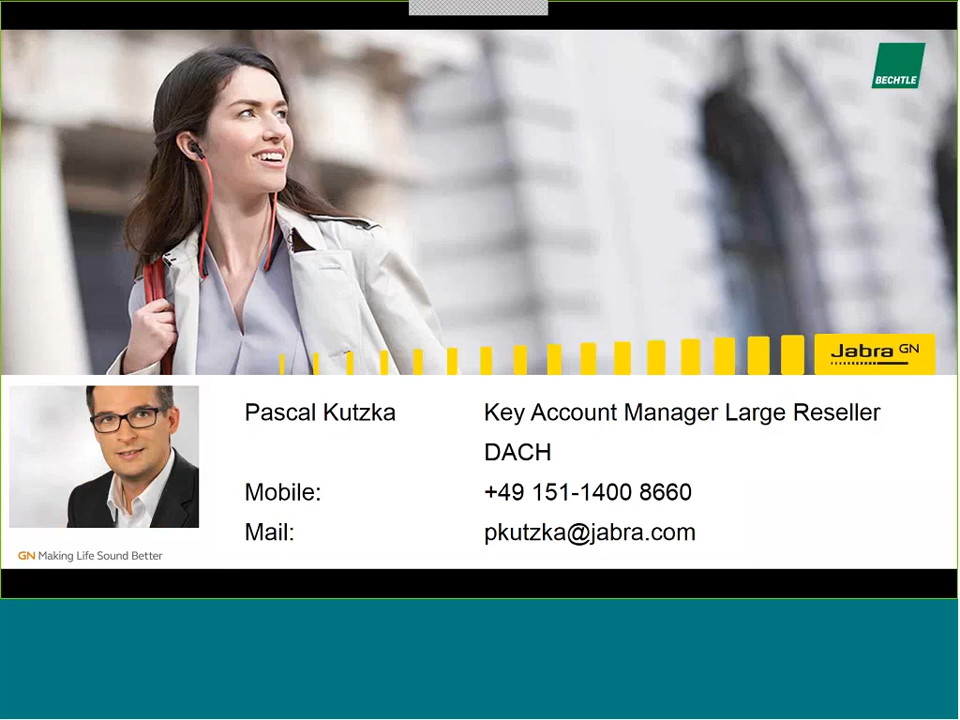 BECHTLE
Jabra GN
Pascal Kutzka
Key Account Manager Large Reseller
DACH
Mobile:
+49 151-1400 8660
Mail:
pkutzka@jabra.com
GN Making Life Sound Better